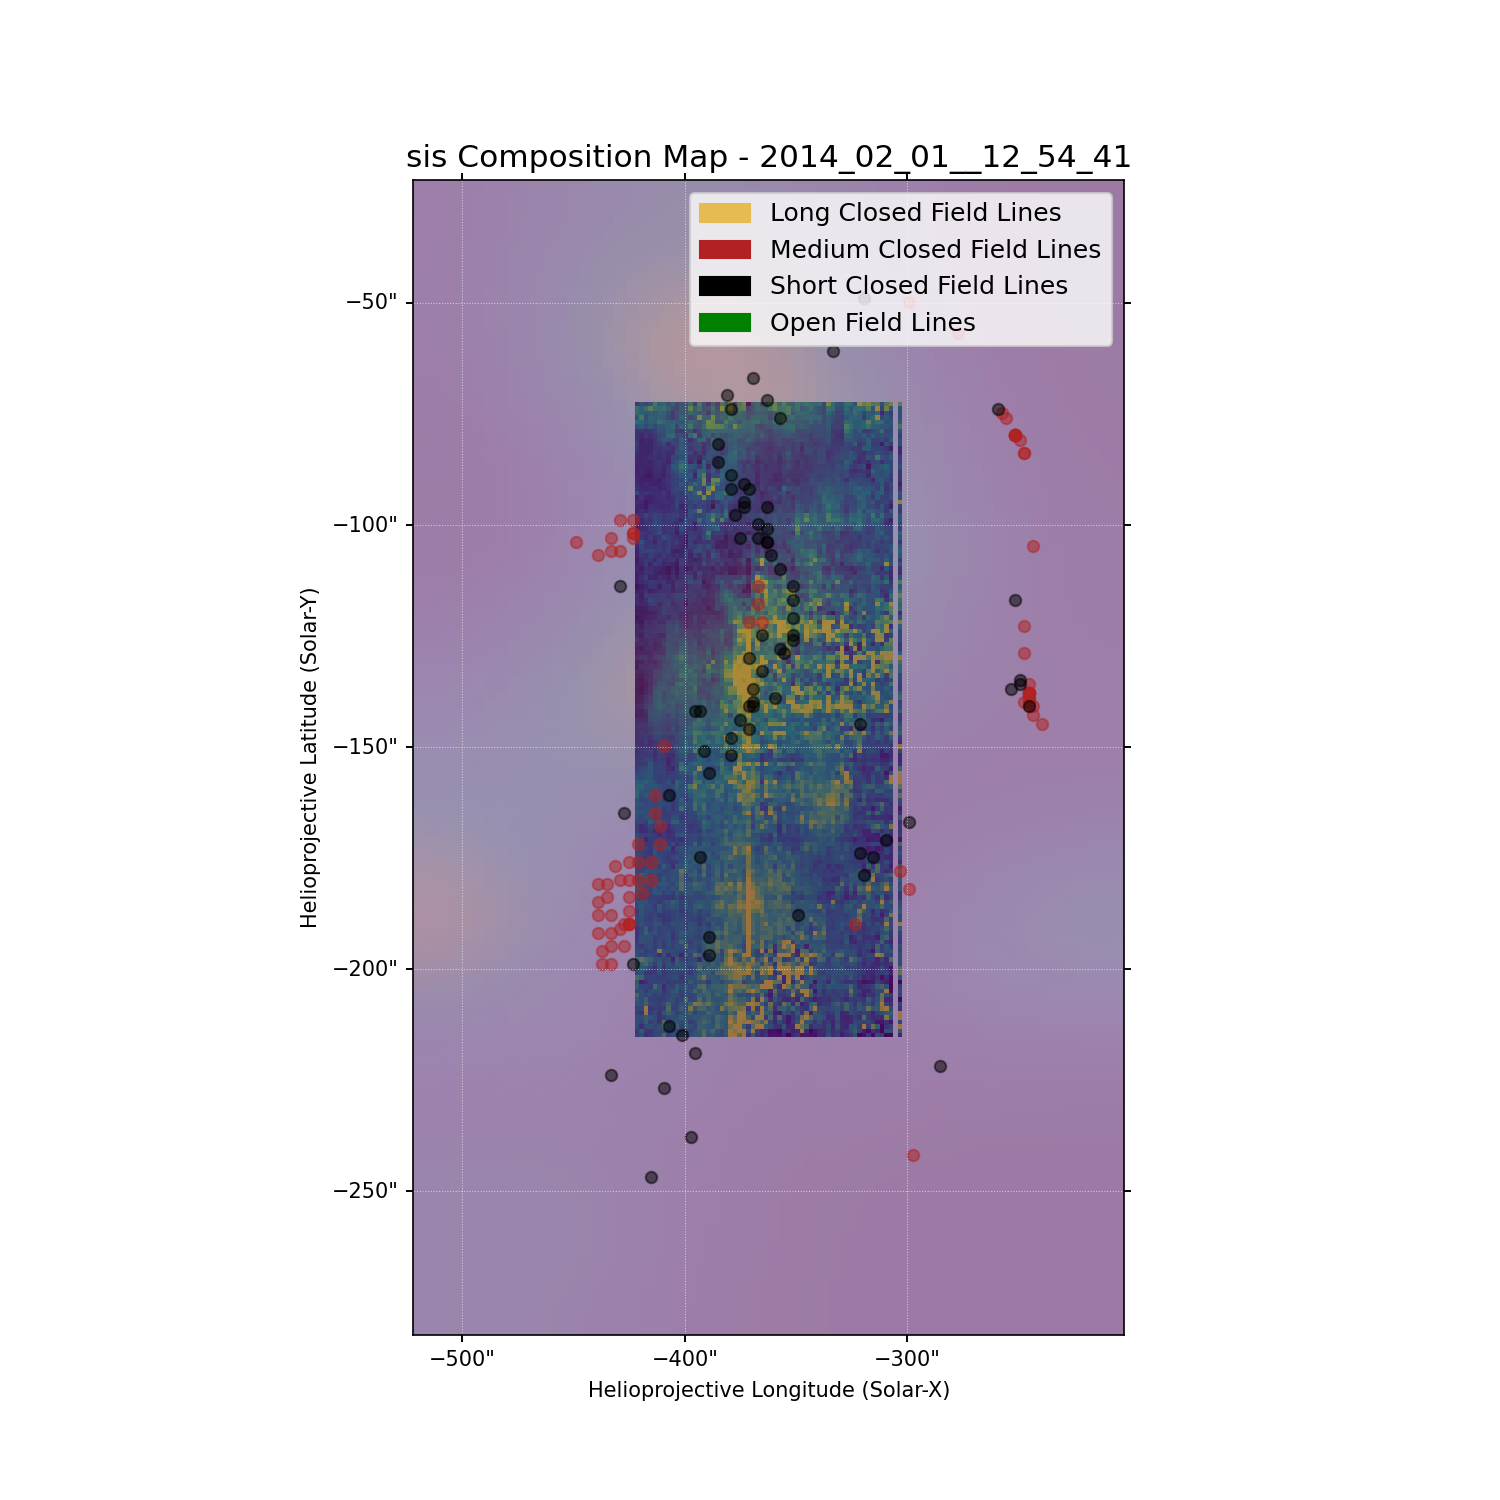 sis Composition Map - 2014_02_01__12_54_41
Long Closed Field Lines
Medium Closed Field Lines
Short Closed Field Lines
Open Field Lines
−50"
−100"
−150"
−200"
−250"
Helioprojective Latitude (Solar-Y)
−500"
−400"
−300"
Helioprojective Longitude (Solar-X)